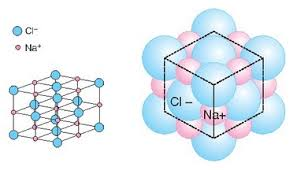 Cl⁻
Na⁺
Cl –
Na+